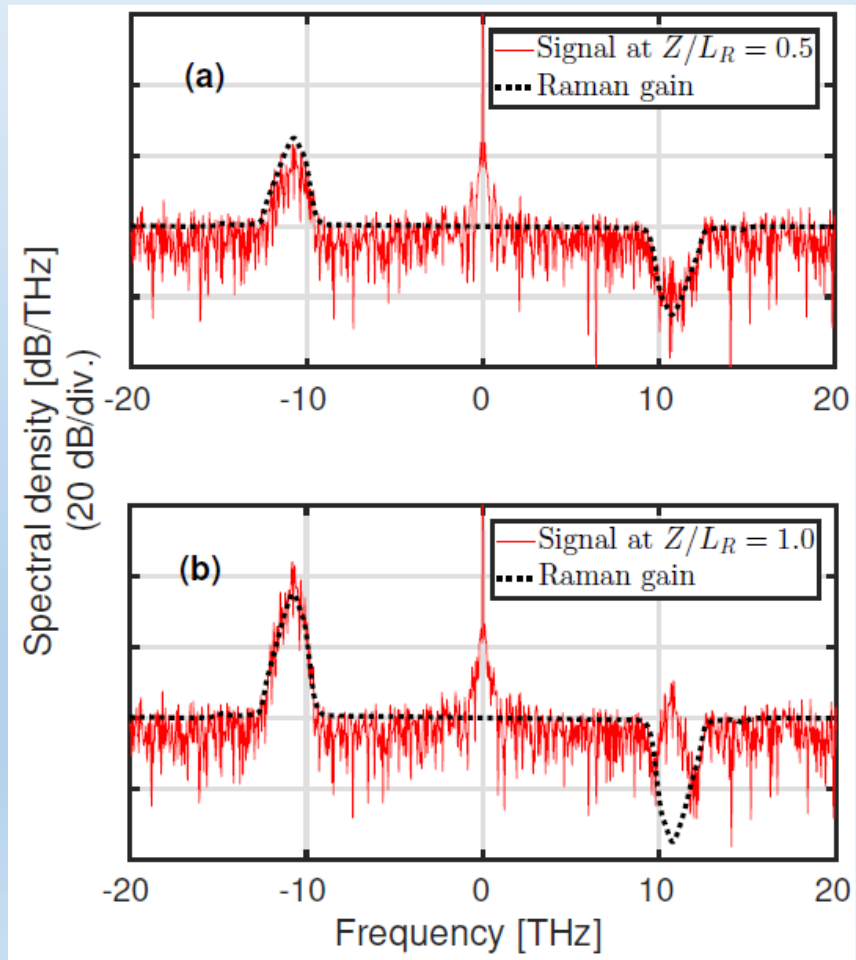 (a)
Signal at Z/L_R = 0.5
Raman gain
-20 -10 0 10 20
Spectral density [dB/THz]
(20 dB/div.)
(b)
Signal at Z/L_R = 1.0
Raman gain
-20 -10 0 10 20
Frequency [THz]